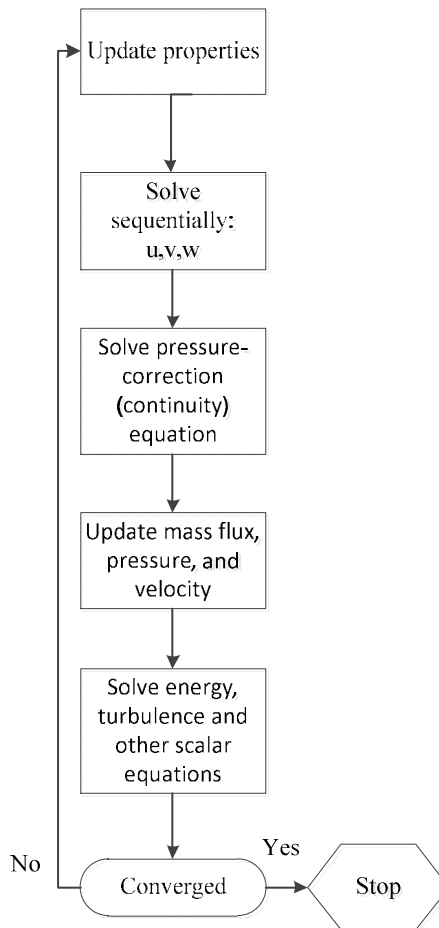 Update properties
Solve
sequentially:
u,v,w
Solve pressure-
correction
(continuity)
equation
Update mass flux,
pressure, and
velocity
Solve energy,
turbulence and
other scalar
equations
No
Converged
Yes
Stop